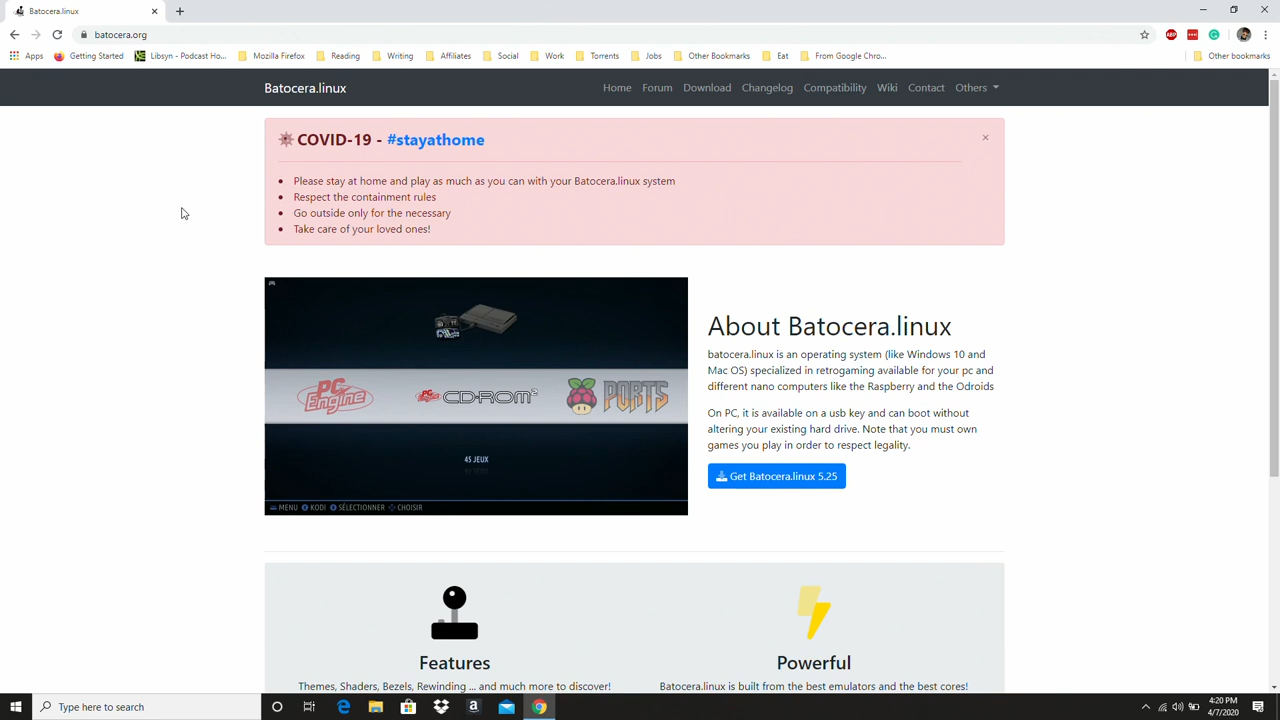 Batocera.linux
batocera.org
Apps
Getting Started
Libsyn - Podcast Ho...
Mozilla Firefox
Reading
Writing
Affiliates
Social
Work
Torrents
Jobs
Other Bookmarks
Eat
From Google Chro...
Other bookmarks
Batocera.linux
Home
Forum
Download
Changelog
Compatibility
Wiki
Contact
Others
COVID-19 - #stayathome
Please stay at home and play as much as you can with your Batocera.linux system
Respect the containment rules
Go outside only for the necessary
Take care of your loved ones!
PC Engine
PC Engine CD-ROM²
PORTS
45 JEUX
MENU KODI SÉLECTIONNER CHOISIR
About Batocera.linux
batocera.linux is an operating system (like Windows 10 and
Mac OS) specialized in retrogaming available for your pc and
different nano computers like the Raspberry and the Odroids
On PC, it is available on a usb key and can boot without
altering your existing hard drive. Note that you must own
games you play in order to respect legality.
Get Batocera.linux 5.25
Features
Themes, Shaders, Bezels, Rewinding ... and much more to discover!
Powerful
Batocera.linux is built from the best emulators and the best cores!
Type here to search
4:20 PM
4/7/2020